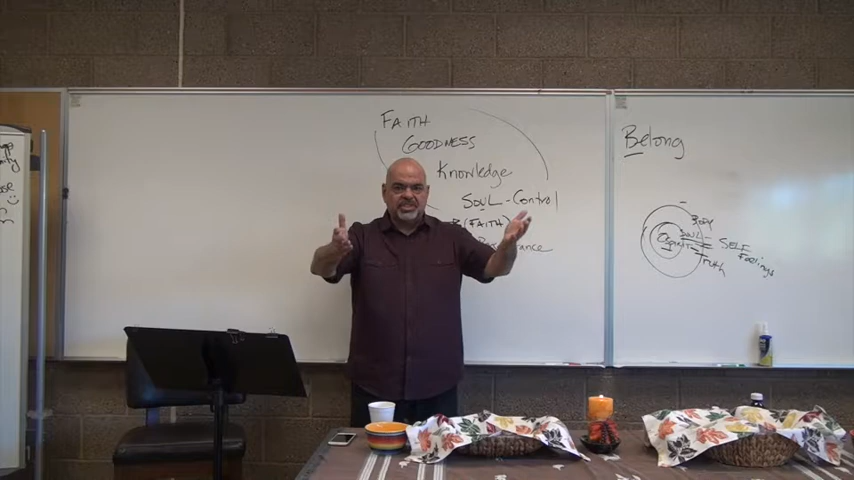 FAITH
GOODNESS
Knowledge
SOUL-Control
(FAITH)
Belong
BODY
SOUL
Spirit
Truth
SELF
Feelings